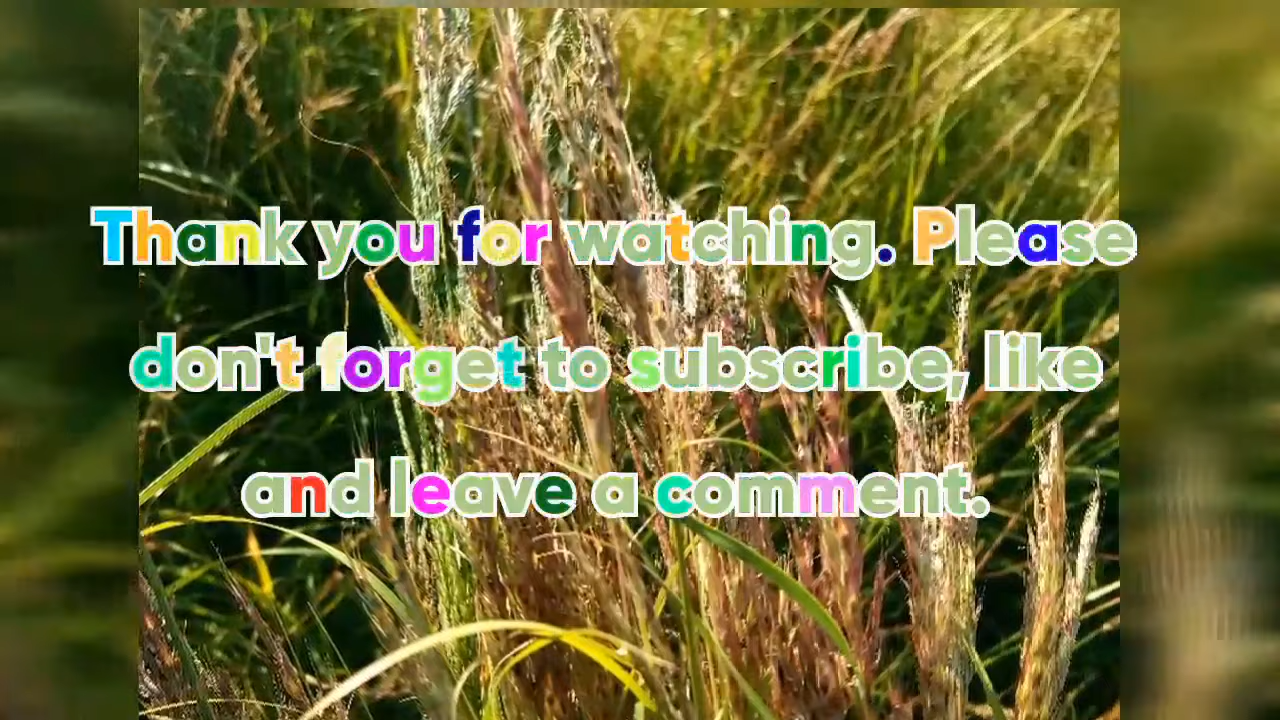 Thank you for watching. Please
don't forget to subscribe, like
and leave a comment.